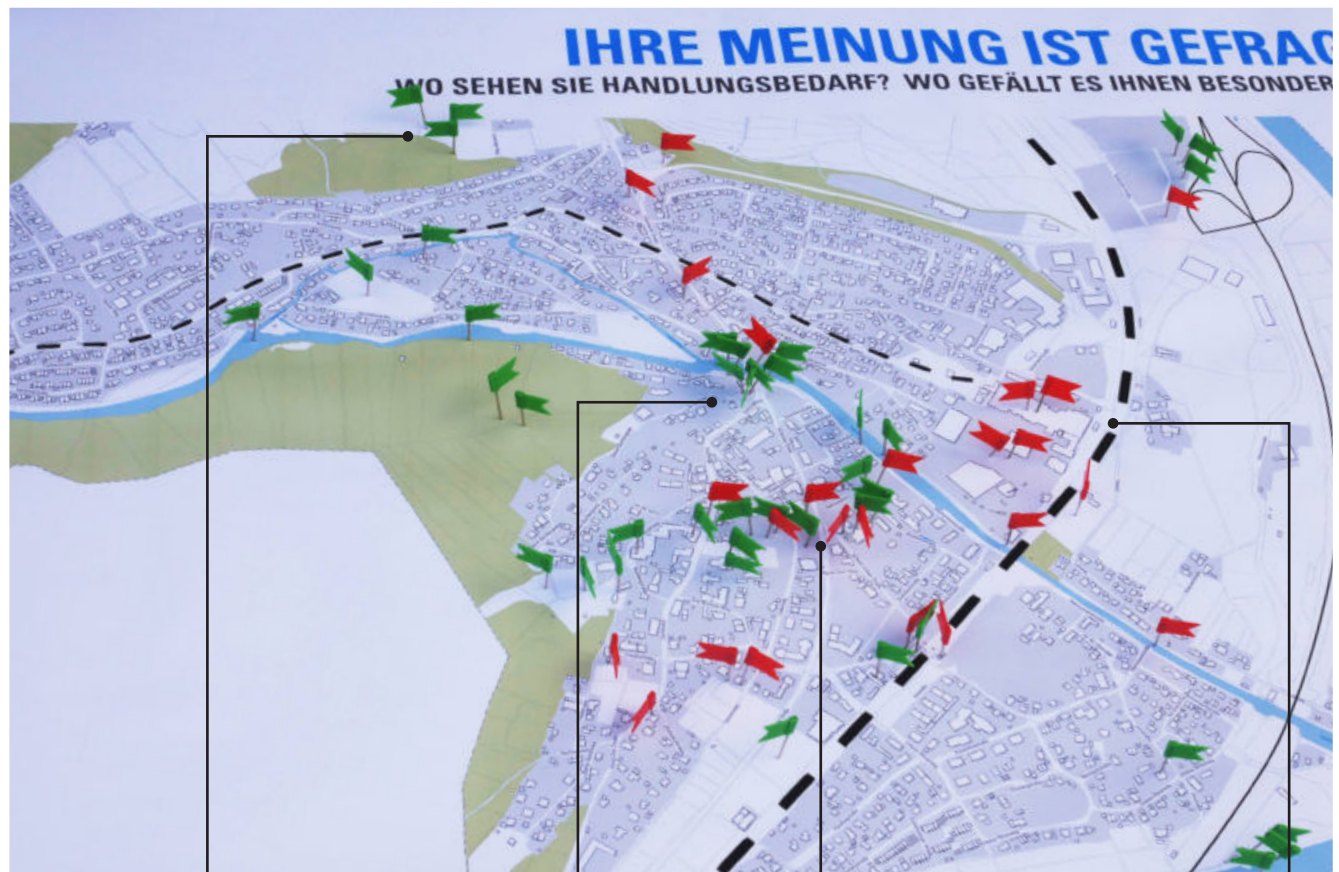 IHRE MEINUNG IST GEFRAG
WO SEHEN SIE HANDLUNGSBEDARF? WO GEFÄLLT ES IHNEN BESONDER